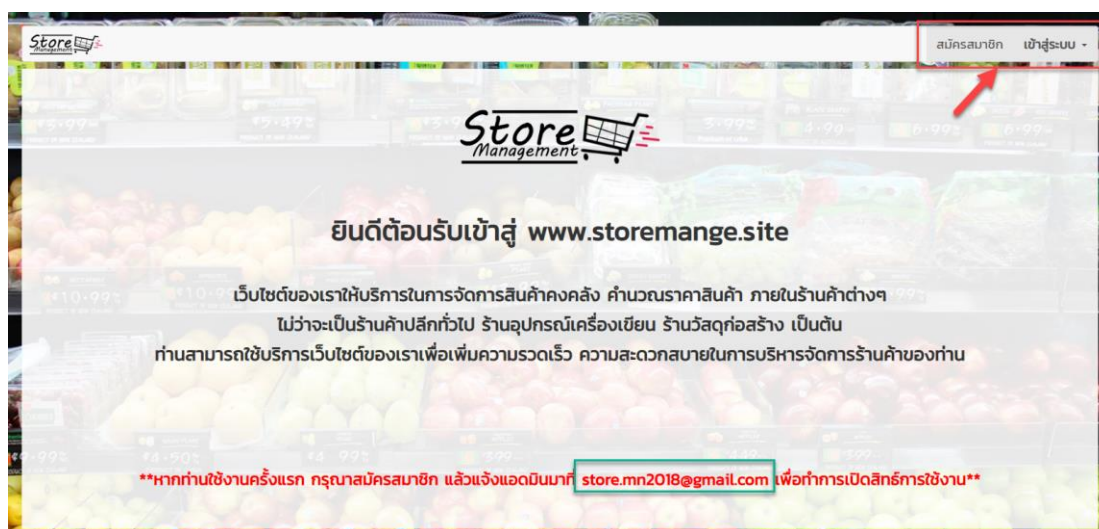 Store
Management
สมัครสมาชิก เข้าสู่ระบบ
Store
Management
ยินดีต้อนรับเข้าสู่ www.storemange.site
เว็บไซต์ของเราให้บริการในการจัดการสินค้าคงคลัง คำนวณราคาสินค้า ภายในร้านค้าต่างๆ
ไม่ว่าจะเป็นร้านค้าปลีกทั่วไป ร้านอุปกรณ์เครื่องเขียน ร้านวัสดุก่อสร้าง เป็นต้น
ท่านสามารถใช้บริการเว็บไซต์ของเราเพื่อเพิ่มความรวดเร็ว ความสะดวกสบายในการบริหารจัดการร้านค้าของท่าน
**หากท่านใช้งานครั้งแรก กรุณาสมัครสมาชิก แล้วแจ้งแอดมินมาที่ store.mn2018@gmail.com เพื่อทำการเปิดสิทธ์การใช้งาน**